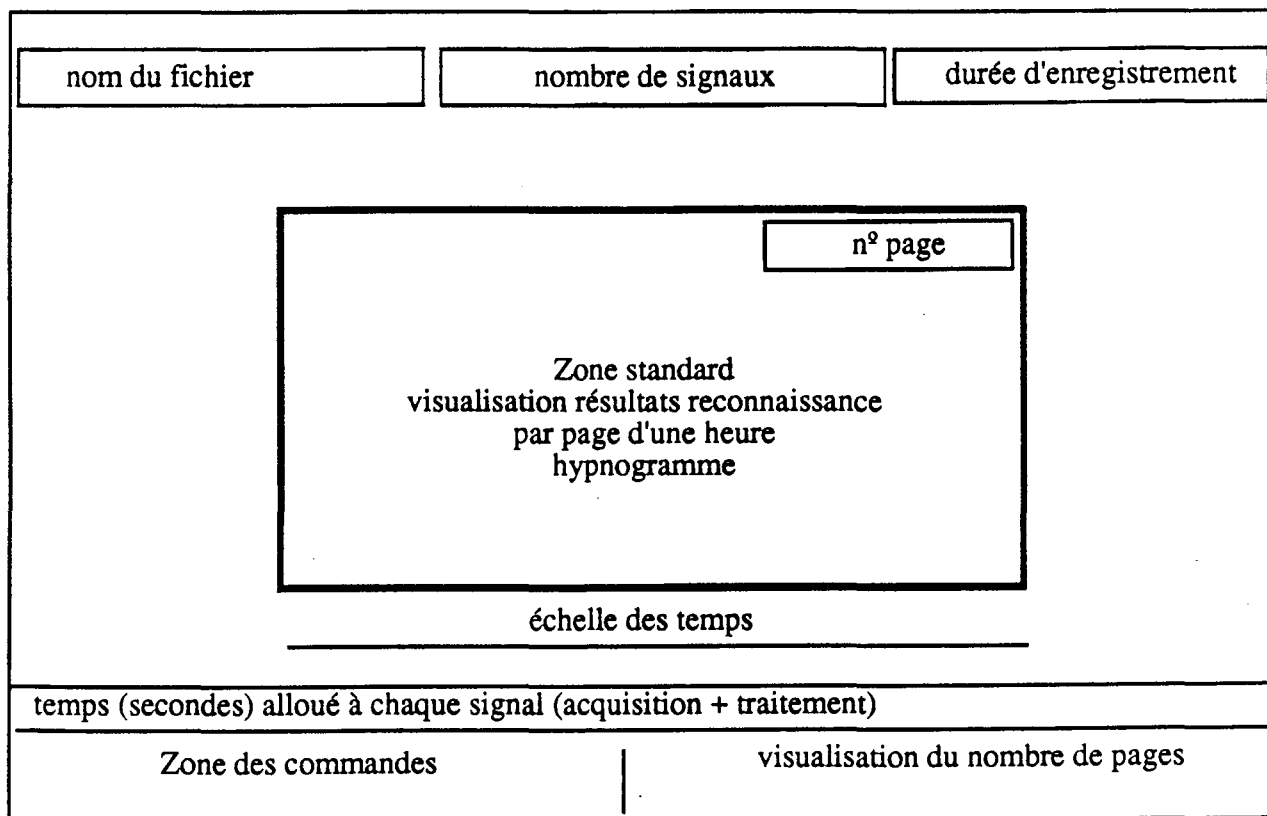 nom du fichier
nombre de signaux
durée d'enregistrement
nº page
Zone standard
visualisation résultats reconnaissance
par page d'une heure
hypnogramme
échelle des temps
temps (secondes) alloué à chaque signal (acquisition + traitement)
Zone des commandes
visualisation du nombre de pages